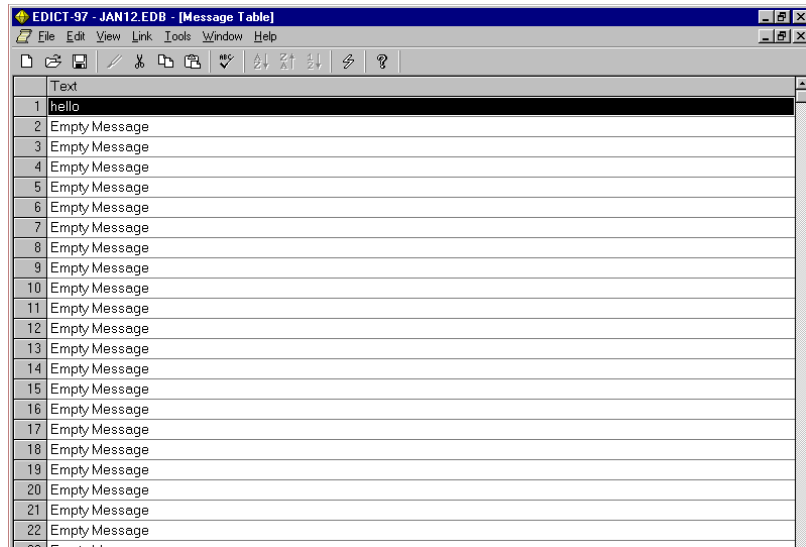 EDICT-97 - JAN12.EDB - [Message Table]
File Edit View Link Tools Window Help
Text
1 hello
2 Empty Message
3 Empty Message
4 Empty Message
5 Empty Message
6 Empty Message
7 Empty Message
8 Empty Message
9 Empty Message
10 Empty Message
11 Empty Message
12 Empty Message
13 Empty Message
14 Empty Message
15 Empty Message
16 Empty Message
17 Empty Message
18 Empty Message
19 Empty Message
20 Empty Message
21 Empty Message
22 Empty Message